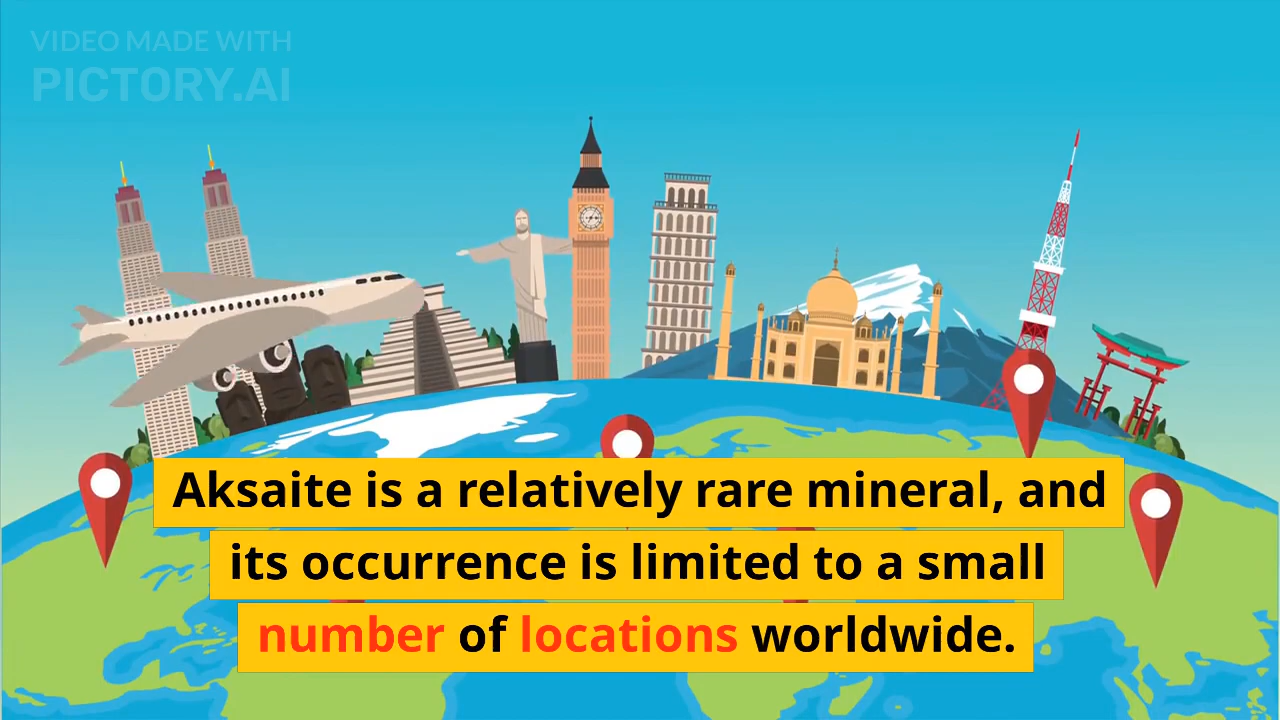 VIDEO MADE WITH
PICTORY.AI
Aksaite is a relatively rare mineral, and
its occurrence is limited to a small
number of locations worldwide.